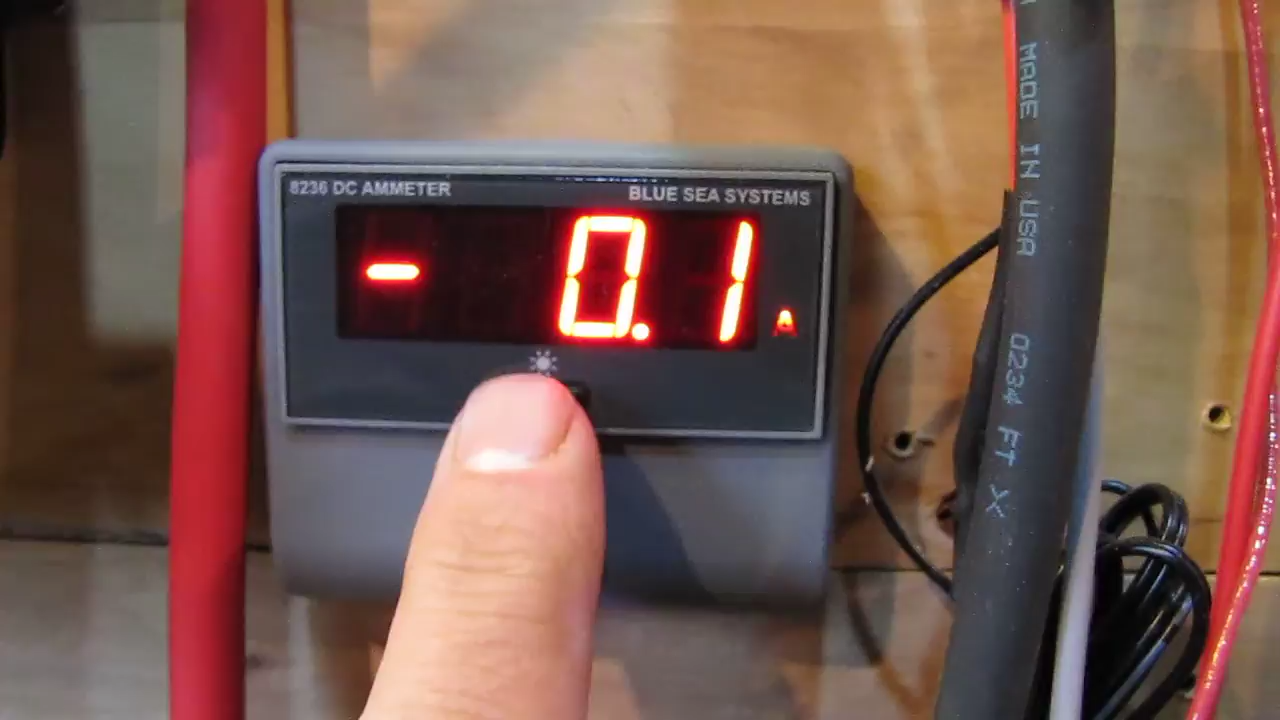 8236 DC AMMETER
BLUE SEA SYSTEMS
- 0.1 A
MADE IN USA 0234 FT X